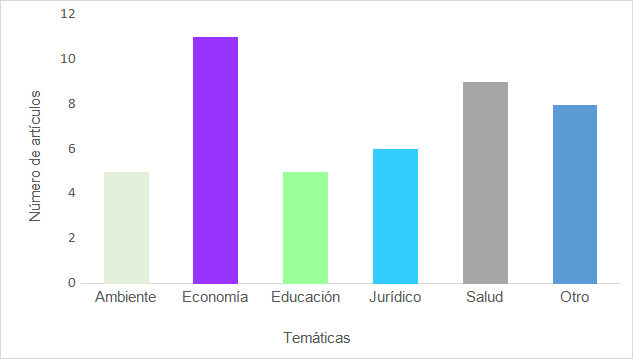 12
10
8
6
4
2
0
Número de artículos
Ambiente Economía Educación Jurídico Salud Otro
Temáticas